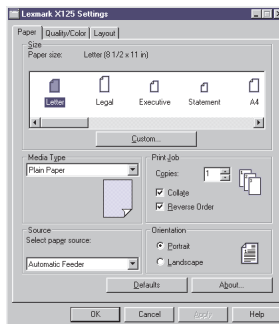 Lexmark X125 Settings
Paper Quality/Color Layout
Size
Paper size: Letter (8 1/2 x 11 in)
Letter Legal Executive Statement A4
Custom...
Media Type
Plain Paper
Print Job
Copies: 1
Collate
Reverse Order
Source
Select paper source:
Automatic Feeder
Orientation
Portrait
Landscape
Defaults About...
OK Cancel Apply Help